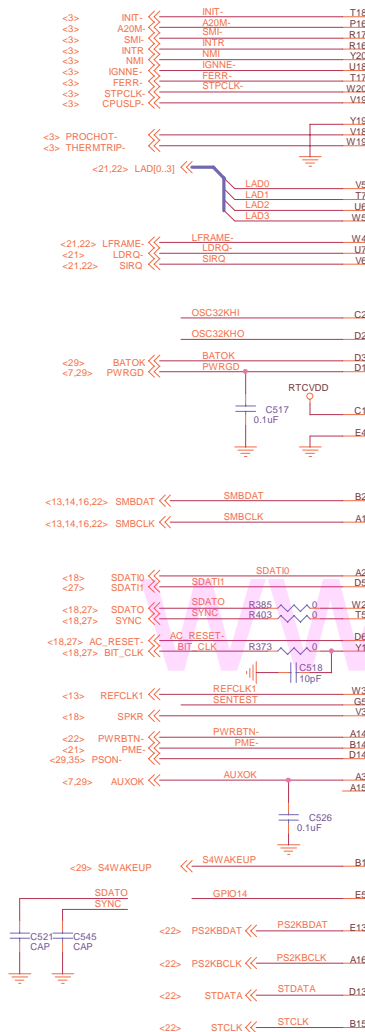 <3> INIT- INIT- T18
<3> A20M- A20M- P16
<3> SMI- SMI- R17
<3> INTR INTR R16
<3> NMI NMI Y20
<3> IGNNE- IGNNE- U18
<3> FERR- FERR- T17
<3> STPCLK- STPCLK- W20
<3> CPUSLP- V19
Y19
<3> PROCHOT- V18
<3> THERMTRIP- W19
<21,22> LAD[0..3]
LAD0 V5
LAD1 T7
LAD2 U6
LAD3 W5
<21,22> LFRAME- LFRAME- W4
<21> LDRQ- LDRQ- U7
<21,22> SIRQ SIRQ V6
OSC32KHI C2
OSC32KHO D2
<29> BATOK BATOK D3
<7,29> PWRGD PWRGD D1
RTCVDD
C517 C1
0.1uF
E4
<13,14,16,22> SMBDAT SMBDAT B2
<13,14,16,22> SMBCLK SMBCLK A1
<18> SDATI0 SDATI0 A2
<27> SDATI1 SDATI1 D5
<18,27> SDATO SDATO R385 0 W2
<18,27> SYNC SYNC R403 0 T5
<18,27> AC_RESET- AC_RESET- D6
<18,27> BIT_CLK BIT_CLK R373 0 Y1
C518
10pF
<13> REFCLK1 REFCLK1 W3
SENTEST G5
<18> SPKR V3
<22> PWRBTN- PWRBTN- A14
<21> PME- PME- B14
<29,35> PSON- D14
<7,29> AUXOK AUXOK A3
A15
C526
0.1uF
<29> S4WAKEUP S4WAKEUP B1
SDATO GPIO14 E5
SYNC
C521 C545
CAP CAP
<22> PS2KBDAT PS2KBDAT E13
<22> PS2KBCLK PS2KBCLK A16
<22> STDATA STDATA D13
<22> STCLK STCLK B15